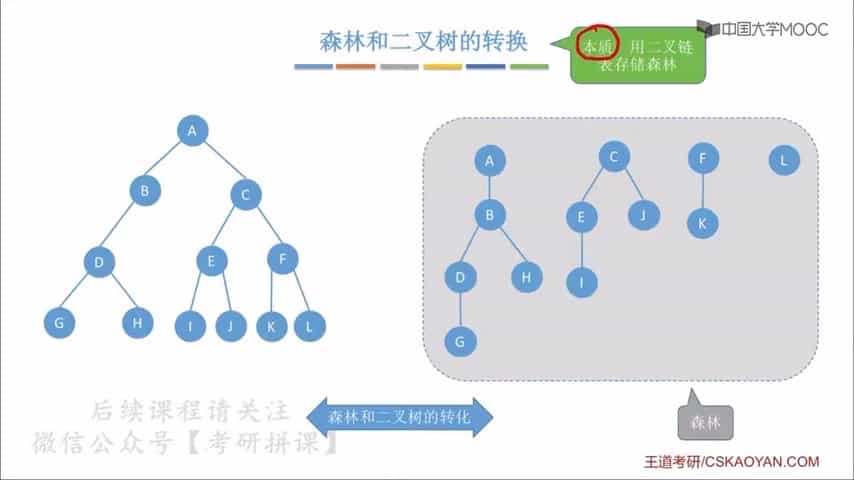 森林和二叉树的转换
中国大学MOOC
本质：用二叉链
表存储森林
A
B
C
D
E
F
G
H
I
J
K
L
A
C
F
L
B
E
J
K
D
H
I
G
森林和二叉树的转化
森林
后续课程请关注
微信公众号【考研拼课】
王道考研/CSKAOYAN.COM